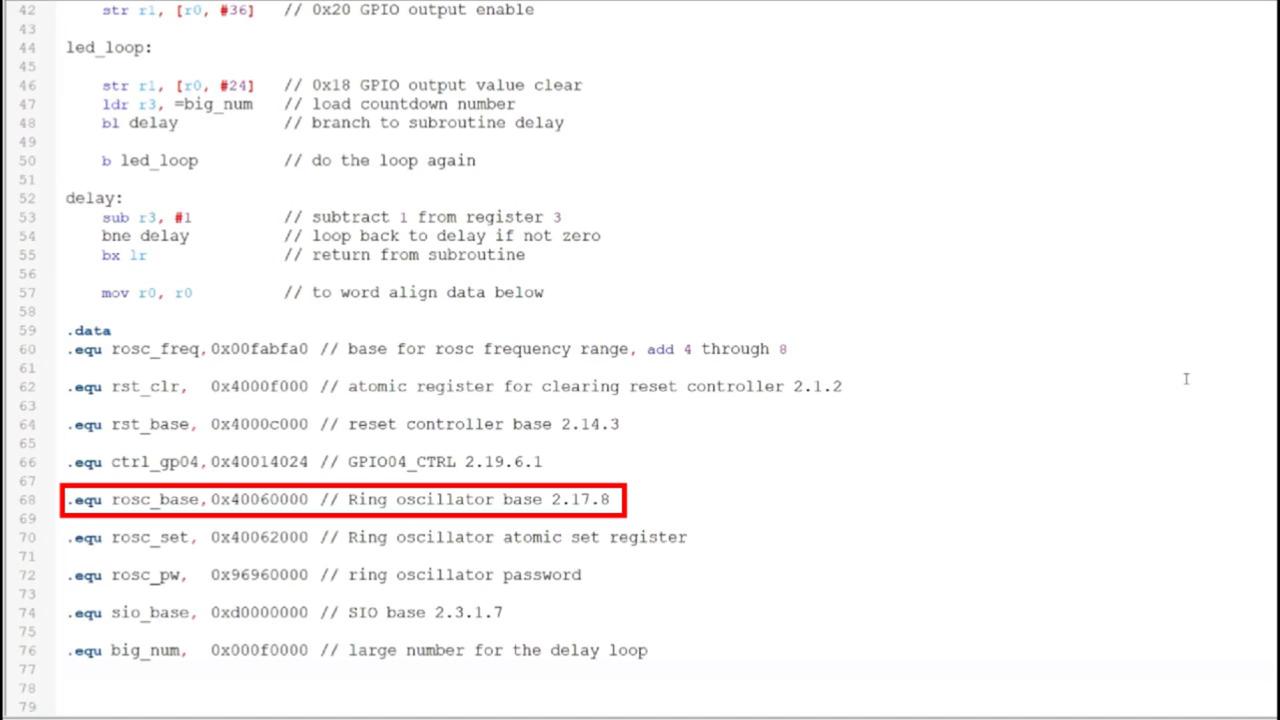 42 str r1, [r0, #36] // 0x20 GPIO output enable
43
44 led_loop:
45
46 str r1, [r0, #24] // 0x18 GPIO output value clear
47 ldr r3, =big_num // load countdown number
48 bl delay // branch to subroutine delay
49
50 b led_loop // do the loop again
51
52 delay:
53 sub r3, #1 // subtract 1 from register 3
54 bne delay // loop back to delay if not zero
55 bx lr // return from subroutine
56
57 mov r0, r0 // to word align data below
58
59 .data
60 .equ rosc_freq,0x00fabfa0 // base for rosc frequency range, add 4 through 8
61
62 .equ rst_clr, 0x4000f000 // atomic register for clearing reset controller 2.1.2
63
64 .equ rst_base, 0x4000c000 // reset controller base 2.14.3
65
66 .equ ctrl_gp04,0x40014024 // GPIO04_CTRL 2.19.6.1
67
68 .equ rosc_base,0x40060000 // Ring oscillator base 2.17.8
69
70 .equ rosc_set, 0x40062000 // Ring oscillator atomic set register
71
72 .equ rosc_pw, 0x96960000 // ring oscillator password
73
74 .equ sio_base, 0xd0000000 // SIO base 2.3.1.7
75
76 .equ big_num, 0x000f0000 // large number for the delay loop
77
78
79